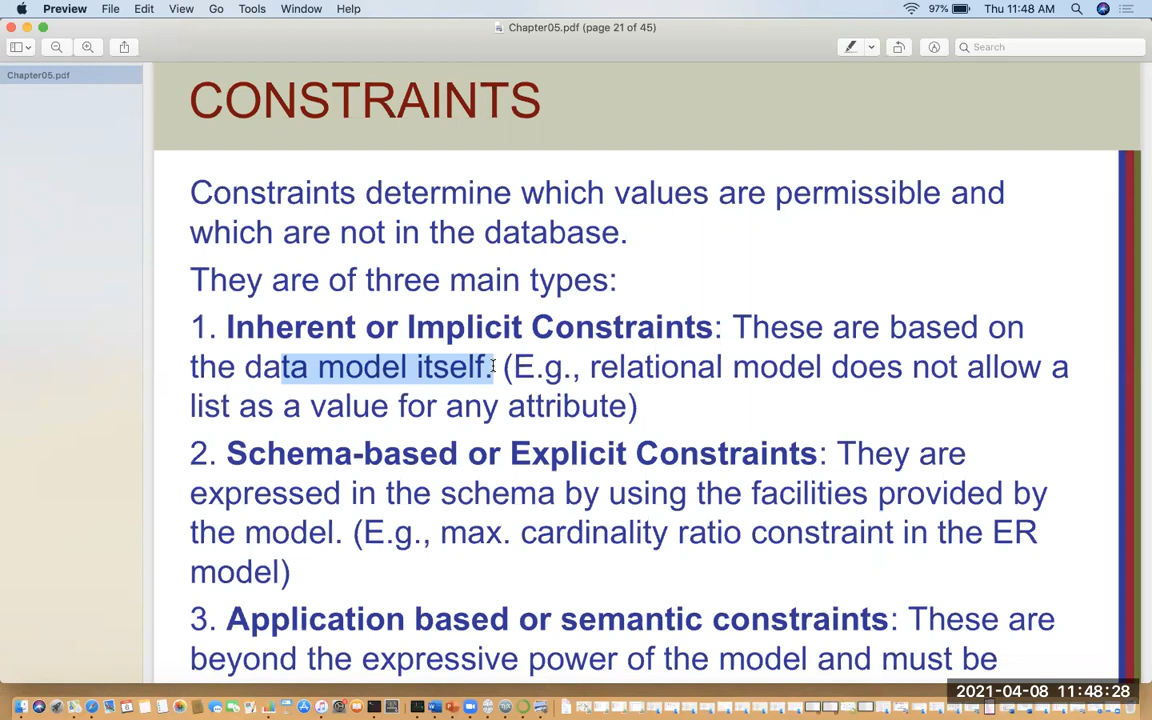 Preview File Edit View Go Tools Window Help 97% Thu 11:48 AM
Chapter05.pdf (page 21 of 45)
Search
Chapter05.pdf
CONSTRAINTS
Constraints determine which values are permissible and
which are not in the database.
They are of three main types:
1. Inherent or Implicit Constraints: These are based on
the data model itself. (E.g., relational model does not allow a
list as a value for any attribute)
2. Schema-based or Explicit Constraints: They are
expressed in the schema by using the facilities provided by
the model. (E.g., max. cardinality ratio constraint in the ER
model)
3. Application based or semantic constraints: These are
beyond the expressive power of the model and must be
2021-04-08 11:48:28